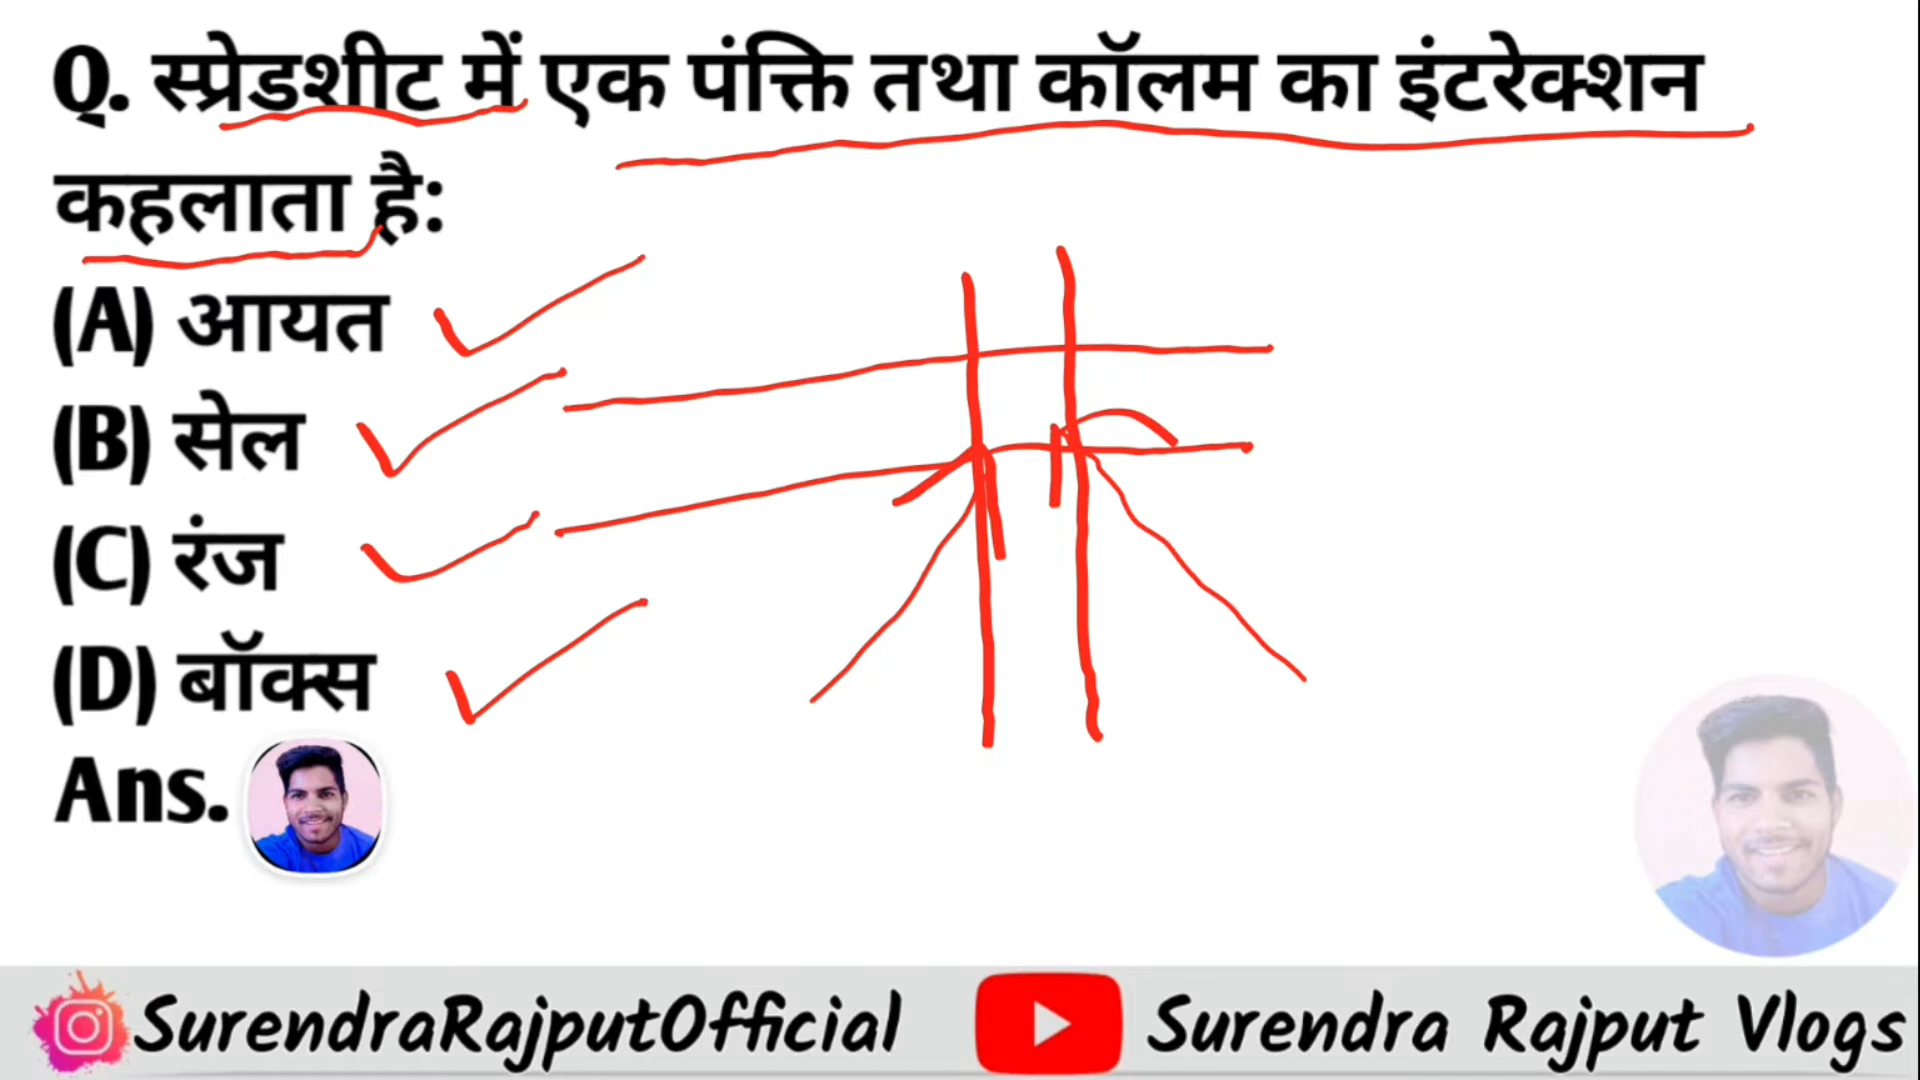 Q. स्प्रेडशीट में एक पंक्ति तथा कॉलम का इंटरेक्शन
कहलाता है:
(A) आयत
(B) सेल
(C) रंज
(D) बॉक्स
Ans.
SurendraRajputOfficial
Surendra Rajput Vlogs